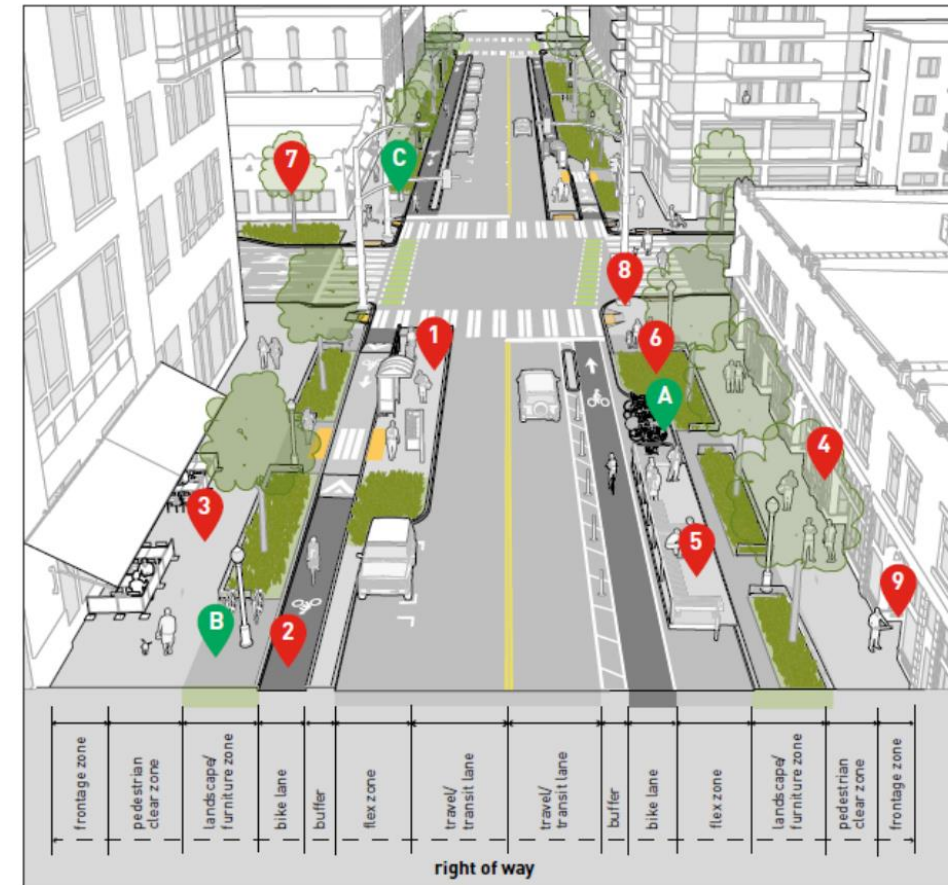 7
C
8
1
6
A
4
3
5
9
B
2
frontage zone
pedestrian
clear zone
landscape/
furniture zone
bike lane
buffer
flex zone
travel/
transit lane
travel/
transit lane
buffer
bike lane
flex zone
landscape/
furniture zone
pedestrian
clear zone
frontage zone
right of way